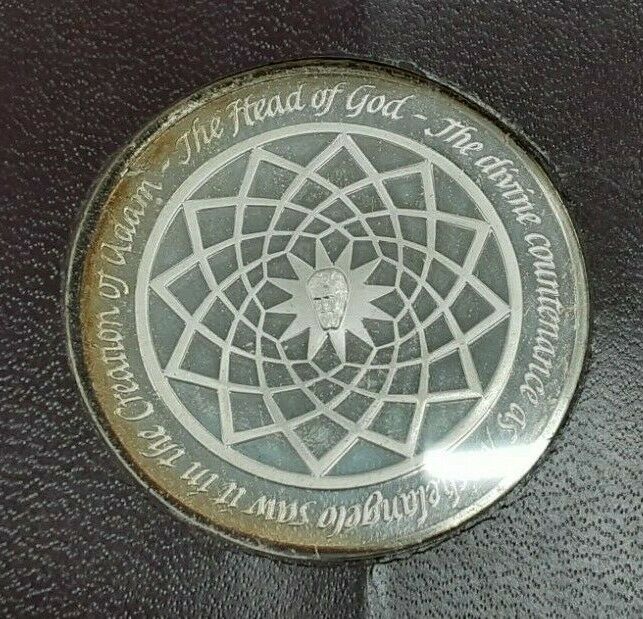 The Head of God - The divine countenance as Michelangelo saw it in the Creation of Adam -